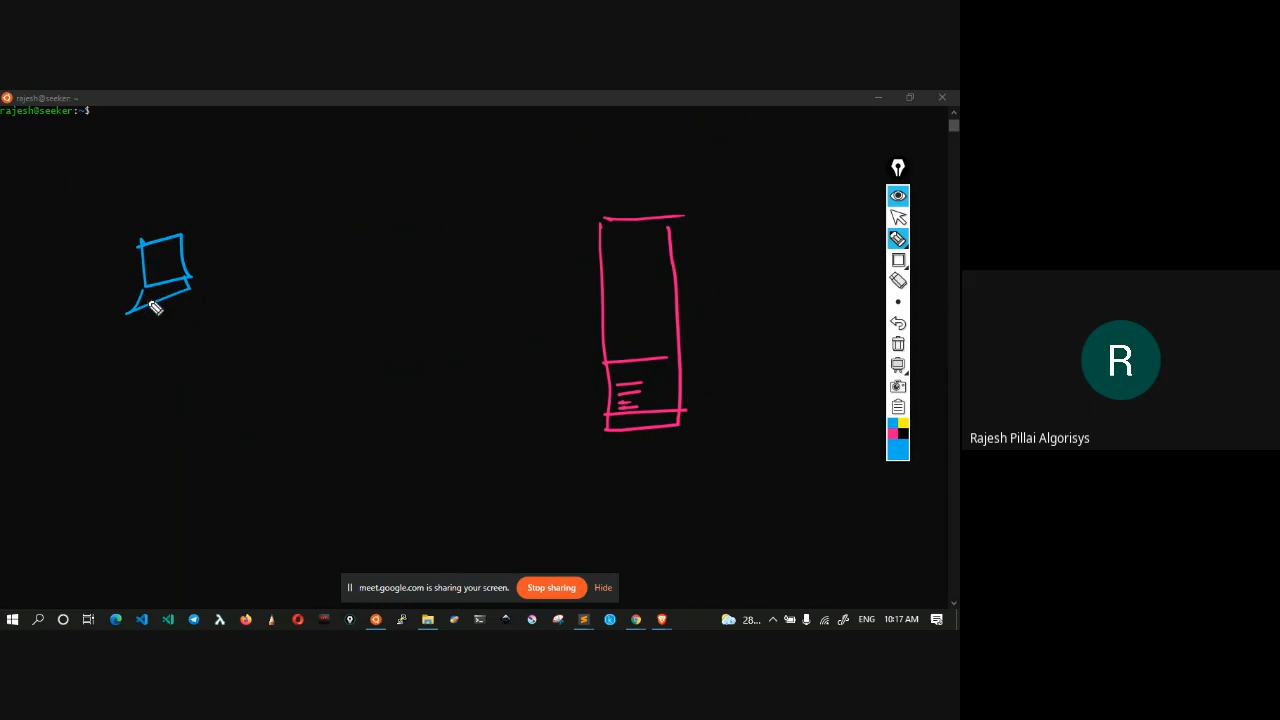 rajesh@seeker: ~
rajesh@seeker:~$
R
Rajesh Pillai Algorisys
meet.google.com is sharing your screen.
Stop sharing
Hide
28...
ENG
10:17 AM